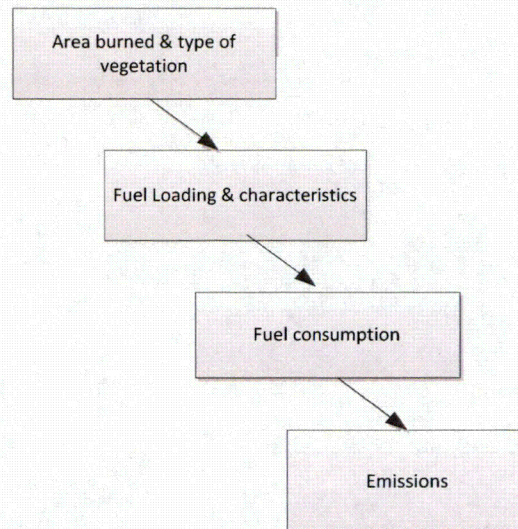 Area burned & type of
vegetation
Fuel Loading & characteristics
Fuel consumption
Emissions